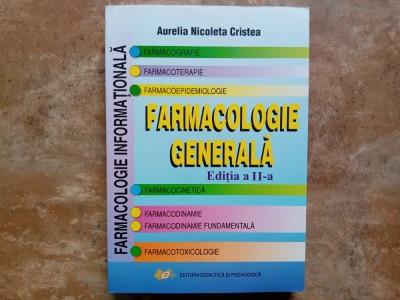 Aurelia Nicoleta Cristea
FARMACOLOGIE INFORMAȚIONALĂ
FARMACOGRAFIE
FARMACOTERAPIE
FARMACOEPIDEMIOLOGIE
FARMACOLOGIE
GENERALĂ
Ediția a II-a
FARMACOCINETICĂ
FARMACODINAMIE
FARMACODINAMIE FUNDAMENTALĂ
FARMACOTOXICOLOGIE
EDITURA DIDACTICĂ ȘI PEDAGOGICĂ